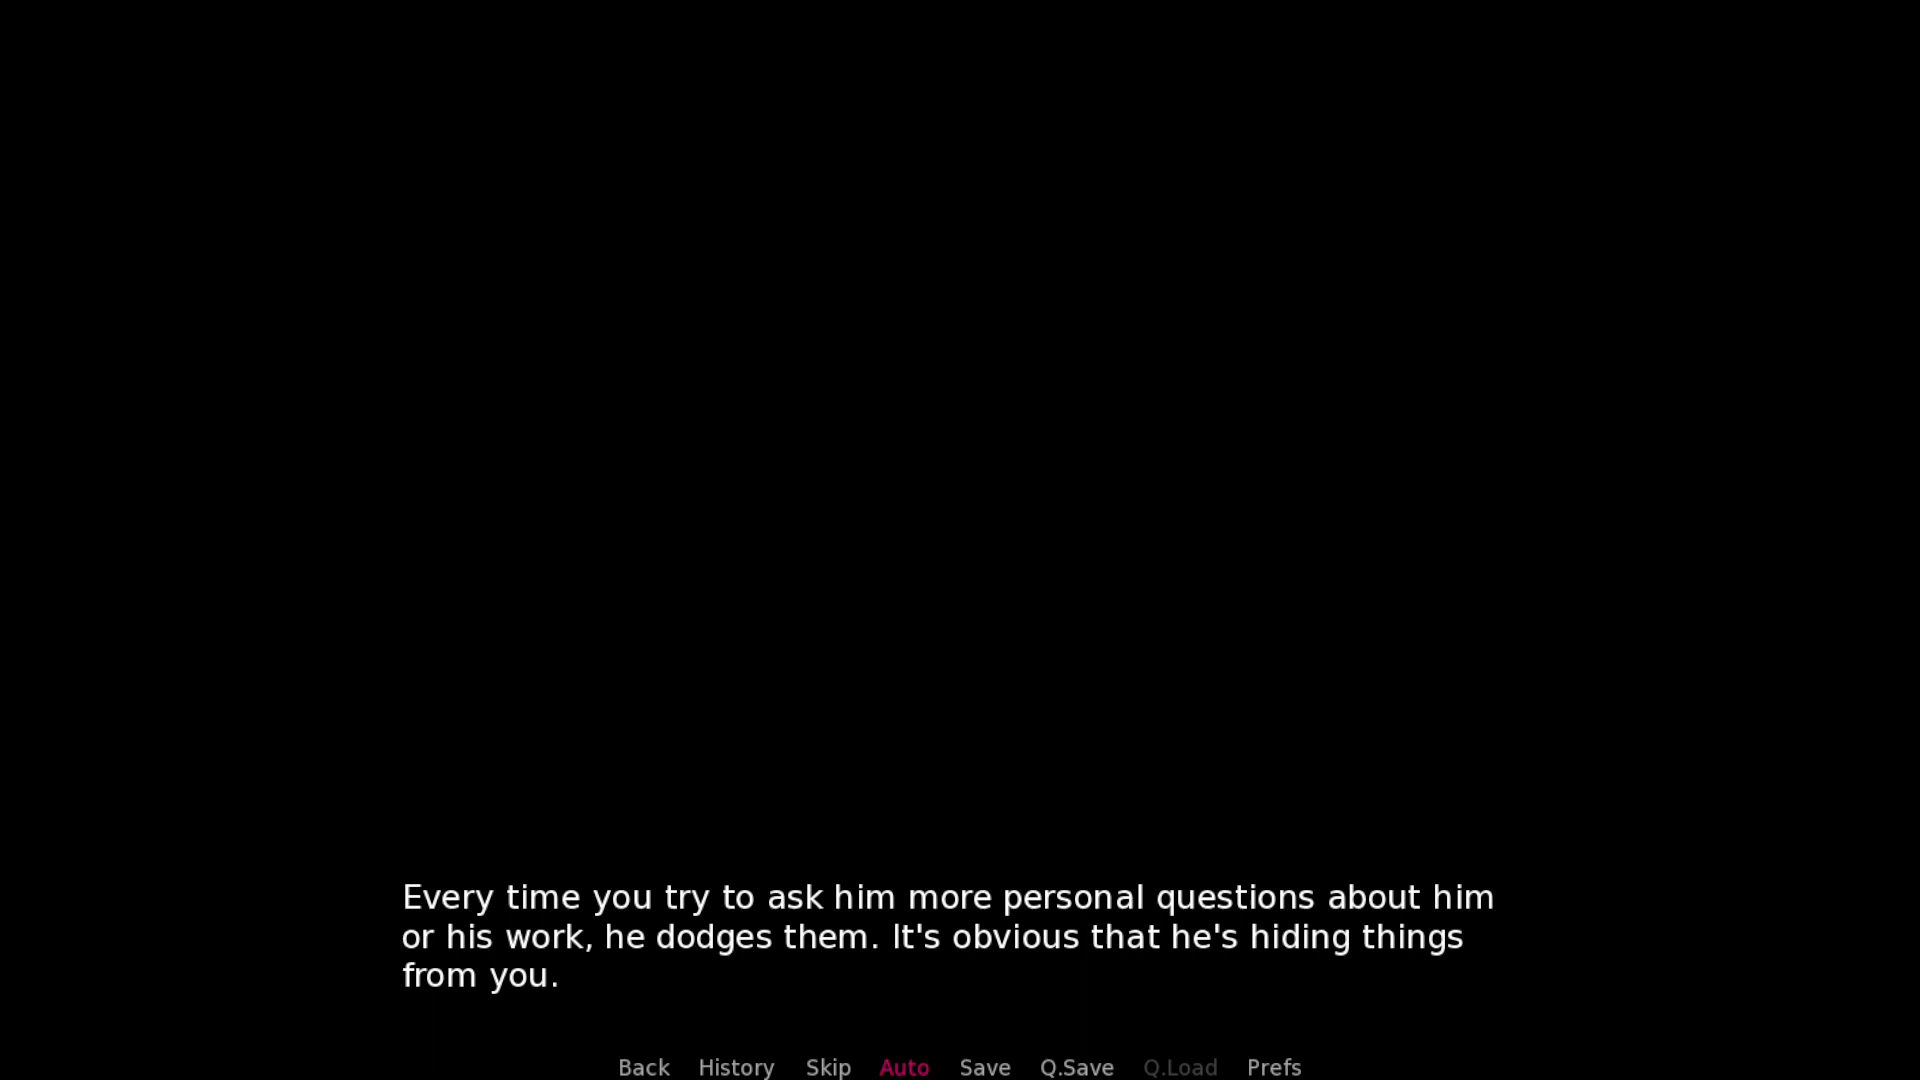 Every time you try to ask him more personal questions about him
or his work, he dodges them. It's obvious that he's hiding things
from you.
Back History Skip Auto Save Q.Save Q.Load Prefs